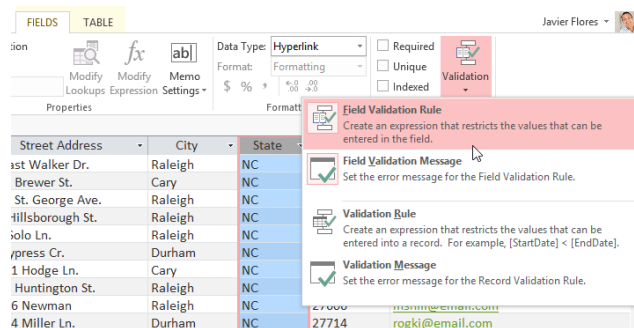 FIELDS TABLE Javier Flores
Modify Lookups
Modify Expression
Memo Settings
Properties
Data Type: Hyperlink
Format: Formatting
$ % ,
Required
Unique
Indexed
Validation
Field Validation Rule
Create an expression that restricts the values that can be
entered in the field.
Field Validation Message
Set the error message for the Field Validation Rule.
Validation Rule
Create an expression that restricts the values that can be
entered into a record. For example, [StartDate] < [EndDate].
Validation Message
Set the error message for the Record Validation Rule.
Street Address City State
Walker Dr. Raleigh NC
Brewer St. Cary NC
St. George Ave. Raleigh NC
Hillsborough St. Raleigh NC
Solo Ln. Raleigh NC
Cr. Durham NC
1 Hodge Ln. Cary NC
Huntington St. Raleigh NC
6 Newman Raleigh NC
4 Miller Ln. Durham NC 27714 rogki@email.com